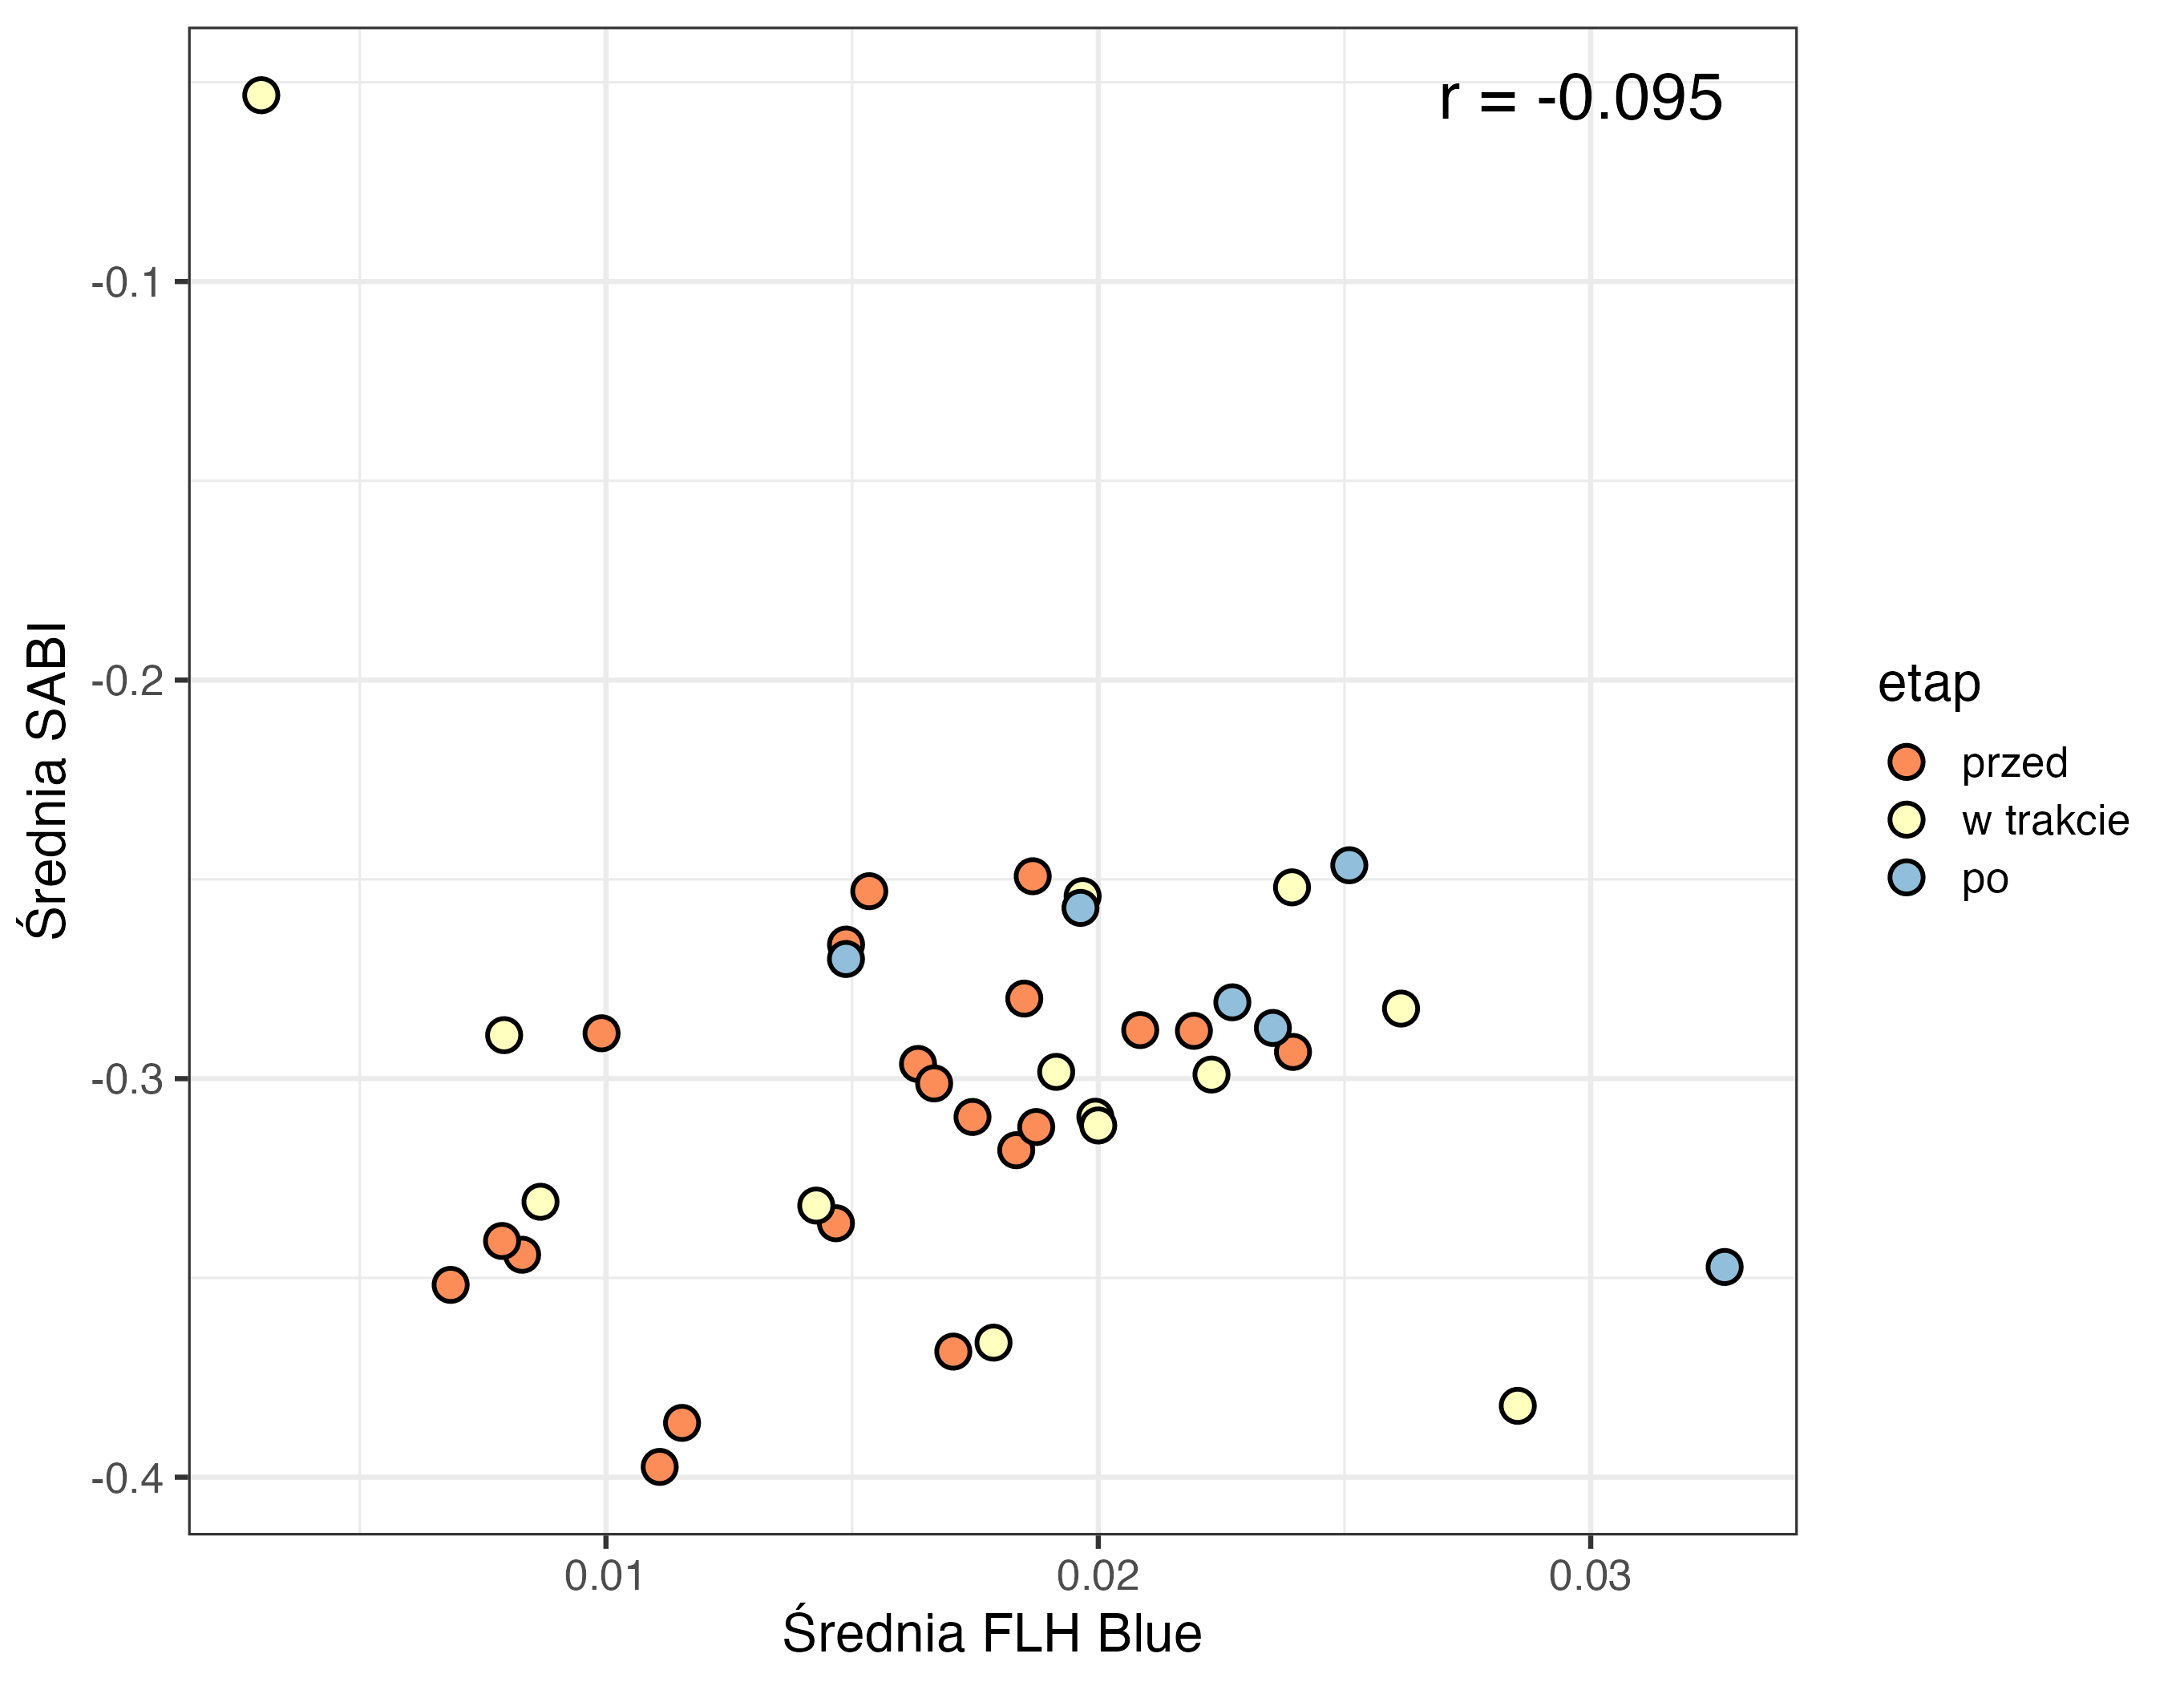 r = -0.095
-0.1
-0.2
-0.3
-0.4
Średnia SABI
0.01
0.02
0.03
Średnia FLH Blue
etap
przed
w trakcie
po